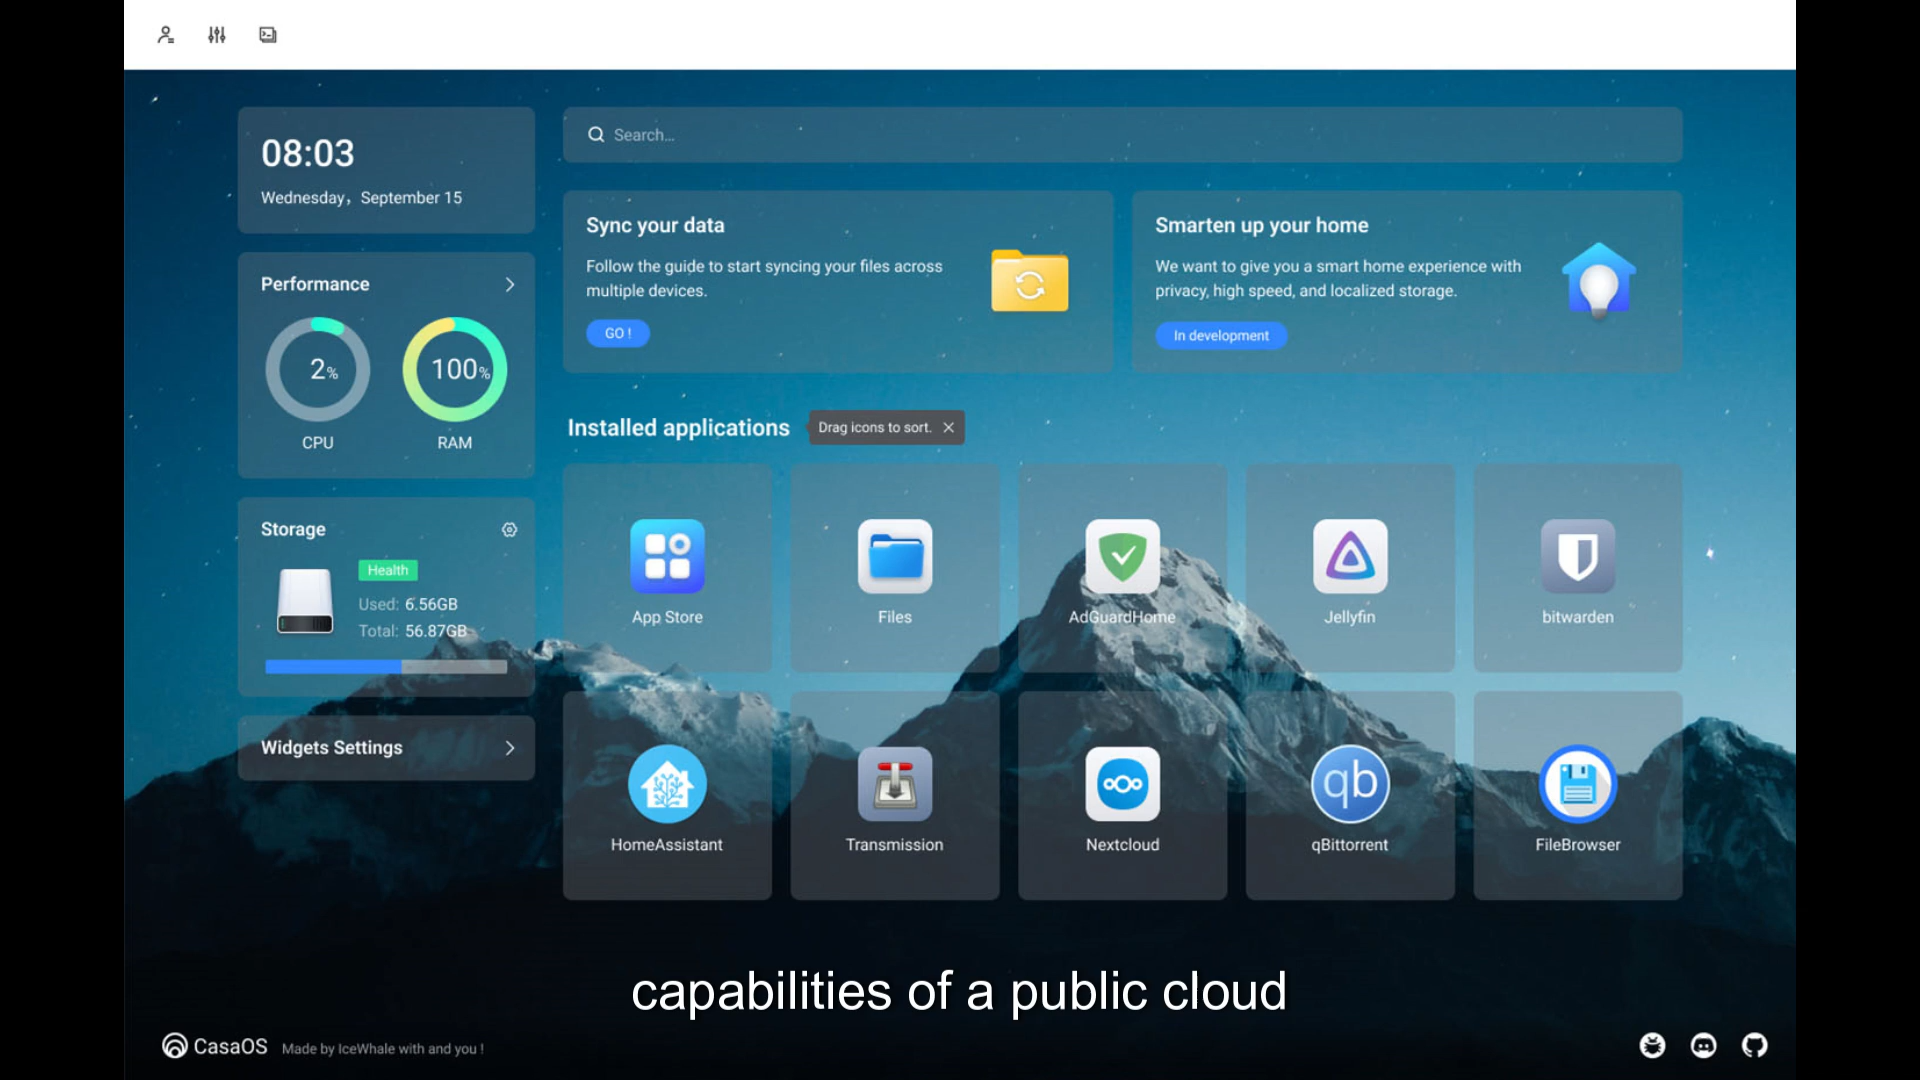 08:03
Wednesday, September 15
Search...
Sync your data
Follow the guide to start syncing your files across
multiple devices.
GO !
Smarten up your home
We want to give you a smart home experience with
privacy, high speed, and localized storage.
In development
Performance
2%
100%
CPU
RAM
Installed applications
Drag icons to sort.
Storage
Health
Used: 6.56GB
Total: 56.87GB
Widgets Settings
App Store
Files
AdGuardHome
Jellyfin
bitwarden
qb
HomeAssistant
Transmission
Nextcloud
qBittorrent
FileBrowser
capabilities of a public cloud
CasaOS
Made by IceWhale with and you !